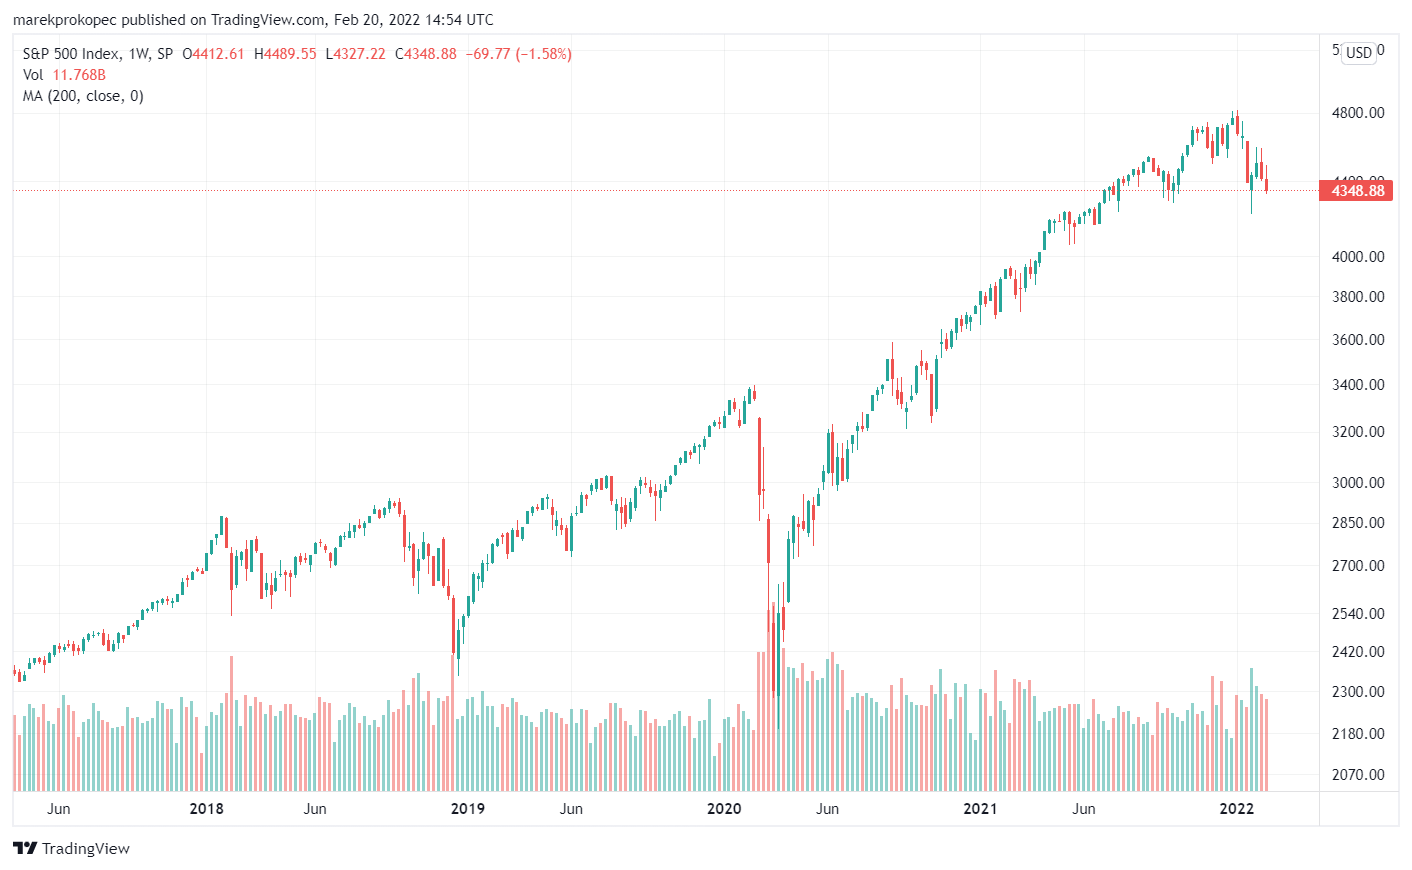 marekprokopec published on TradingView.com, Feb 20, 2022 14:54 UTC
S&P 500 Index, 1W, SP O4412.61 H4489.55 L4327.22 C4348.88 −69.77 (−1.58%)
Vol 11.768B
MA (200, close, 0)
USD
4800.00
4400.00
4348.88
4000.00
3800.00
3600.00
3400.00
3200.00
3000.00
2850.00
2700.00
2540.00
2420.00
2300.00
2180.00
2070.00
Jun 2018 Jun 2019 Jun 2020 Jun 2021 Jun 2022
TradingView